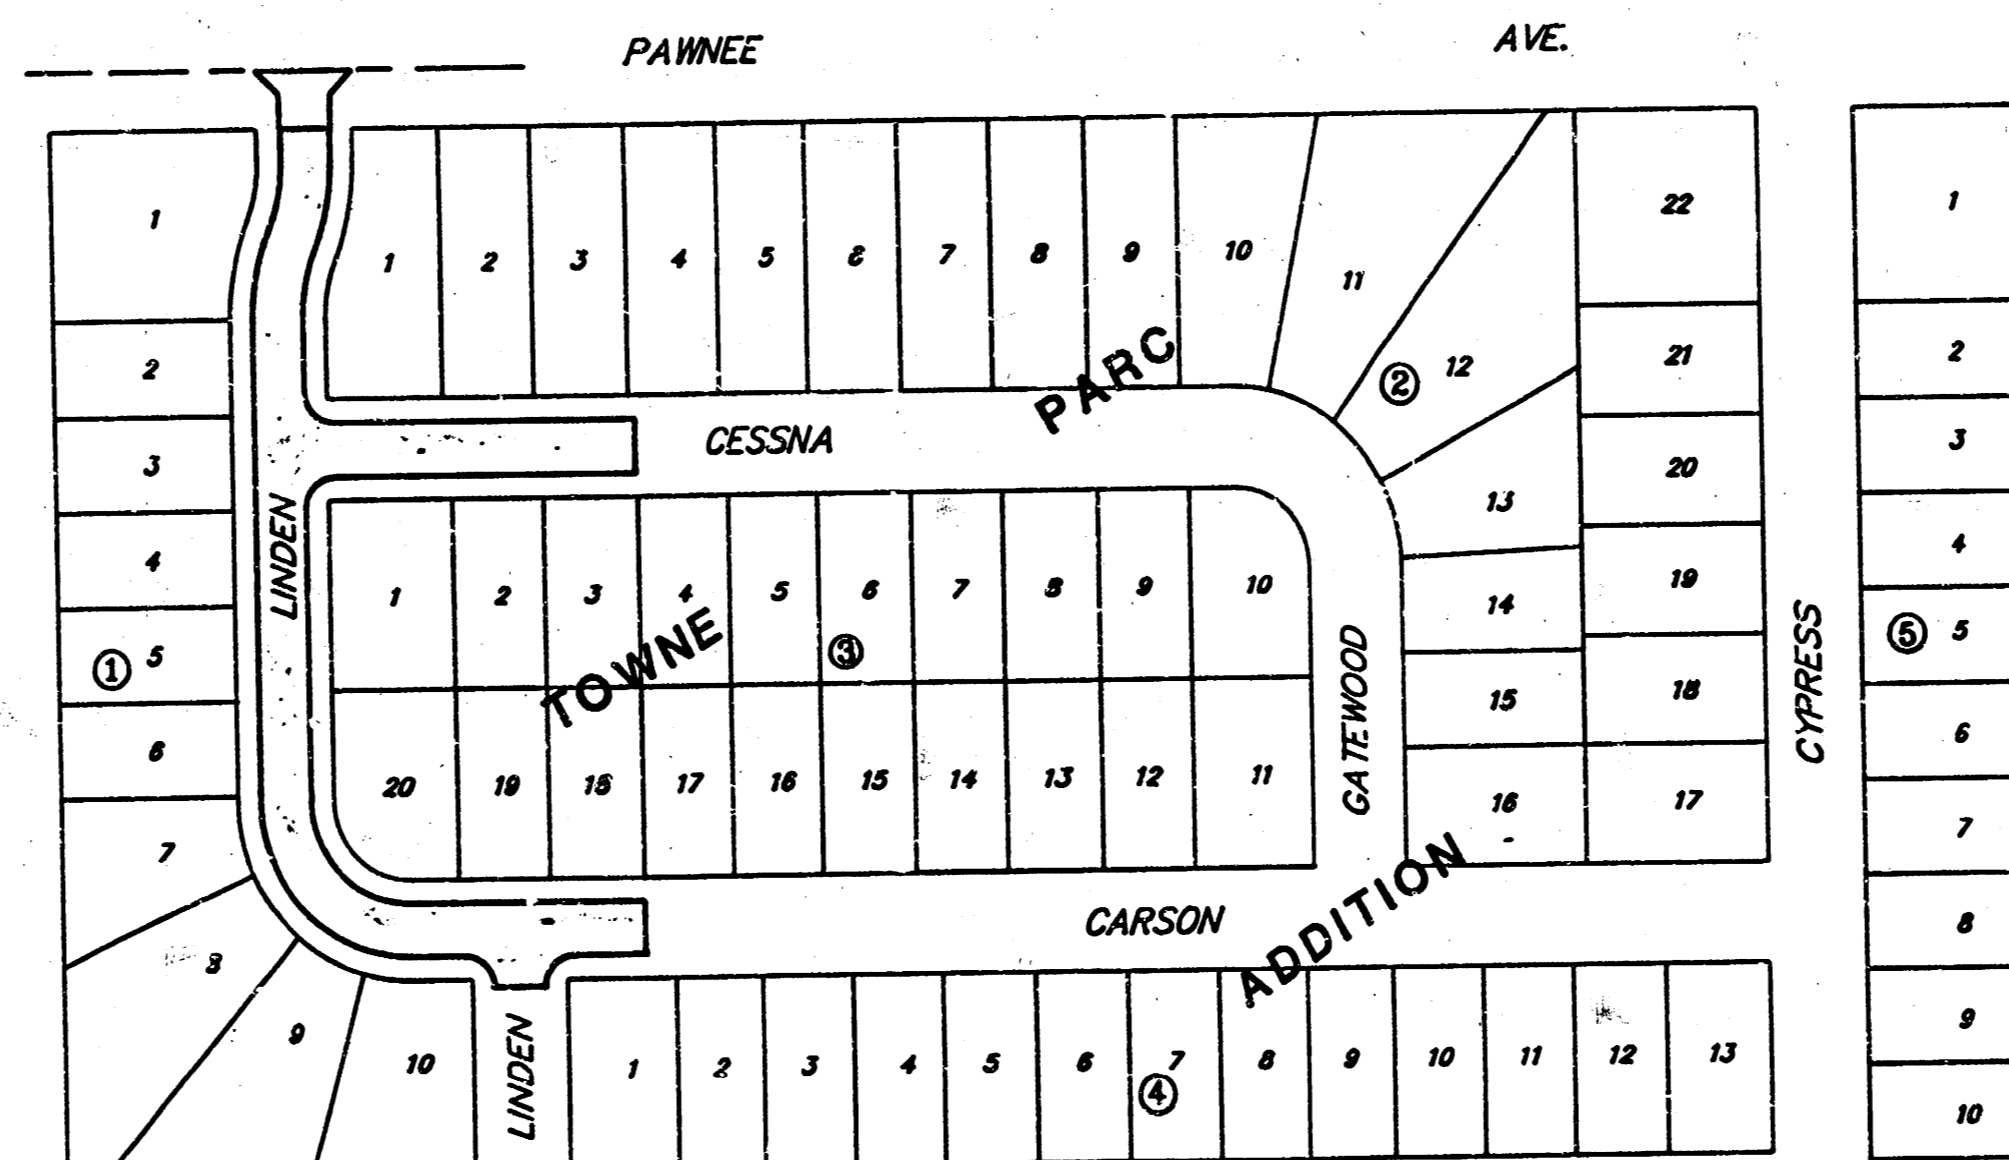 PAWNEE AVE.
1
1 2 3 4 5 6 7 8 9 10 11 12 22
1
2
3
4
① 5
6
7
8
9
10
LINDEN
CESSNA
PARC
②
13
14
15
16
21
20
19
18
17
1 2 3 4 5 6 7 8 9 10
TOWNE
③
20 19 18 17 16 15 14 13 12 11
GATEWOOD
CYPRESS
2
3
4
⑤ 5
6
7
8
9
10
CARSON
ADDITION
LINDEN
1 2 3 4 5 6 7 8 9 10 11 12 13
④